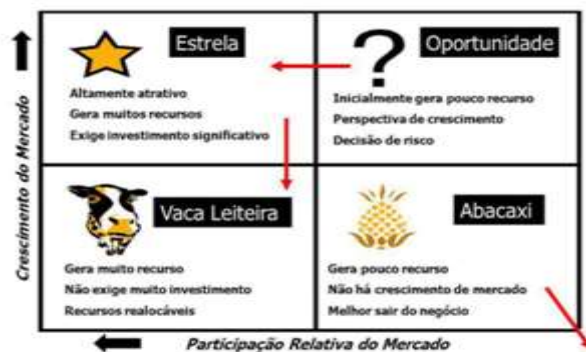 Estrela
Altamente atrativo
Gera muitos recursos
Exige investimento significativo
?
Oportunidade
Inicialmente gera pouco recurso
Perspectiva de crescimento
Decisão de risco
Vaca Leiteira
Gera muito recurso
Não exige muito investimento
Recursos realocáveis
Abacaxi
Gera pouco recurso
Não há crescimento de mercado
Melhor sair do negócio
Crescimento do Mercado
Participação Relativa do Mercado